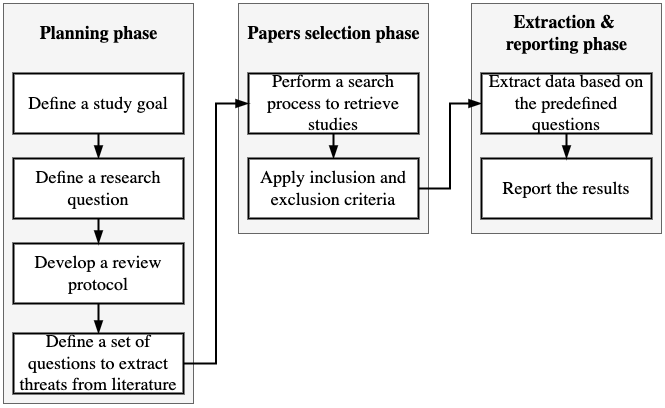 Planning phase
Define a study goal
Define a research
question
Develop a review
protocol
Define a set of
questions to extract
threats from literature
Papers selection phase
Perform a search
process to retrieve
studies
Apply inclusion and
exclusion criteria
Extraction &
reporting phase
Extract data based on
the predefined
questions
Report the results